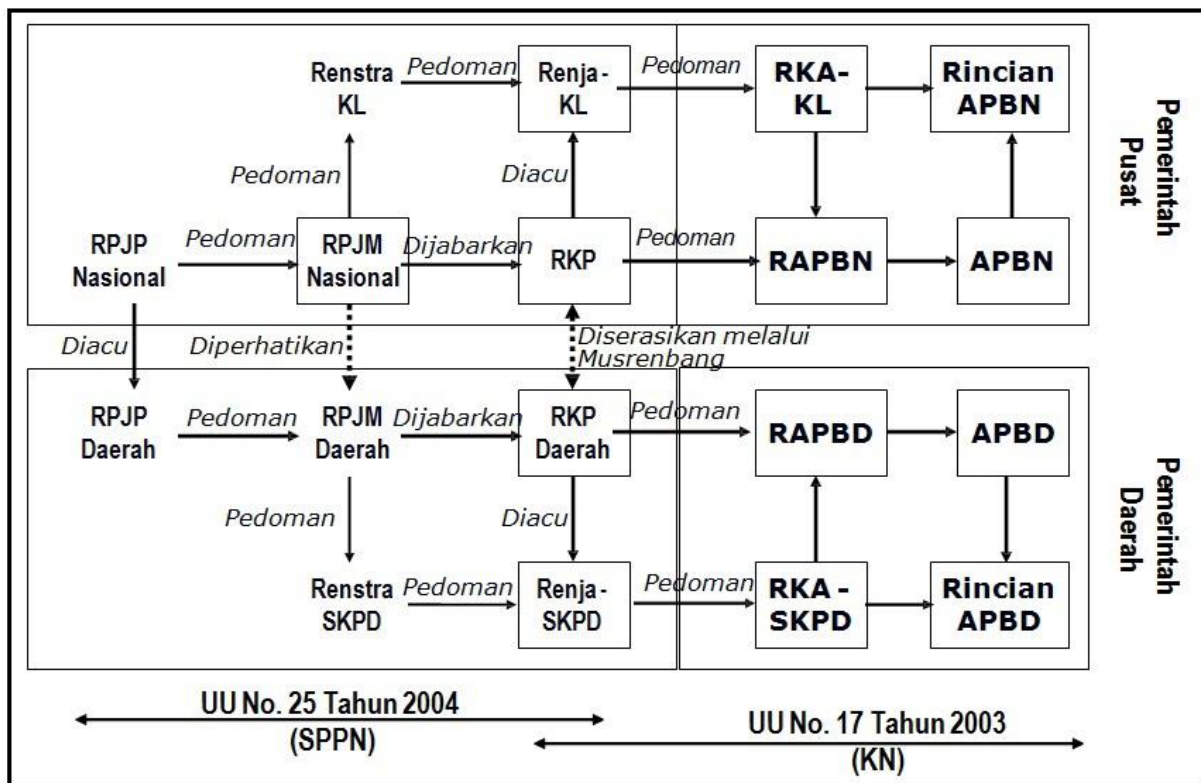 Renstra
KL
Pedoman
Renja -
KL
Pedoman
RKA-
KL
Rincian
APBN
Pemerintah
Pusat
Pedoman
Diacu
RPJP
Nasional
Pedoman
RPJM
Nasional
Dijabarkan
RKP
Pedoman
RAPBN
APBN
Diacu
Diperhatikan
Diserasikan melalui
Musrenbang
RPJP
Daerah
Pedoman
RPJM
Daerah
Dijabarkan
RKP
Daerah
Pedoman
RAPBD
APBD
Pemerintah
Daerah
Pedoman
Diacu
Renstra
SKPD
Pedoman
Renja -
SKPD
Pedoman
RKA -
SKPD
Rincian
APBD
UU No. 25 Tahun 2004
(SPPN)
UU No. 17 Tahun 2003
(KN)